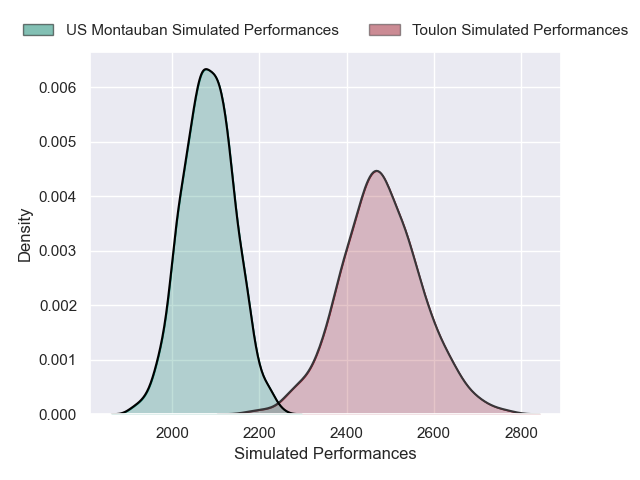 US Montauban Simulated Performances Toulon Simulated Performances
0.006
0.005
0.004
0.003
0.002
0.001
0.000
Density
2000 2200 2400 2600 2800
Simulated Performances